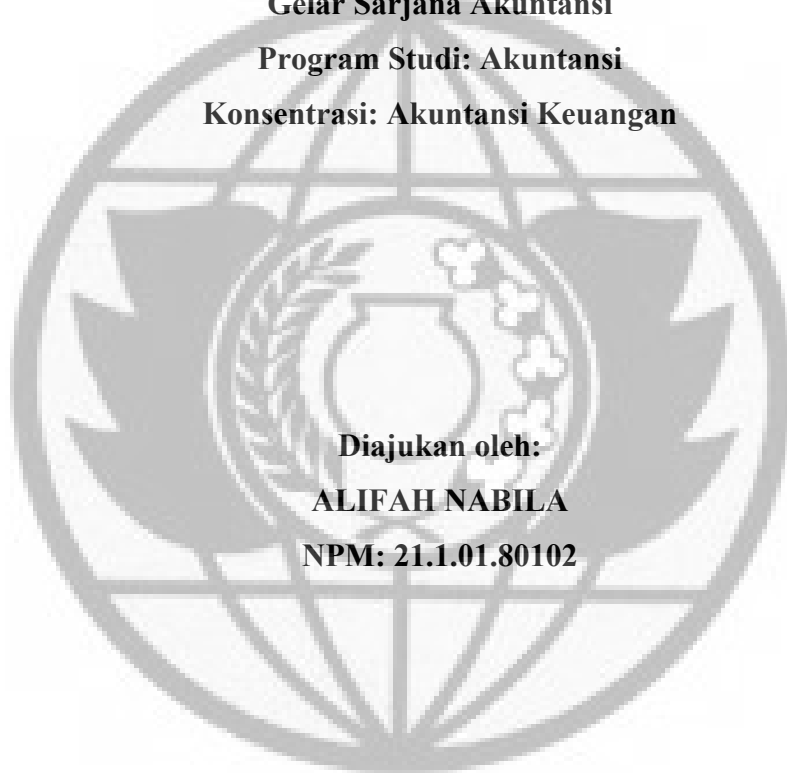 Gelar Sarjana Akuntansi
Program Studi: Akuntansi
Konsentrasi: Akuntansi Keuangan
Diajukan oleh:
ALIFAH NABILA
NPM: 21.1.01.80102